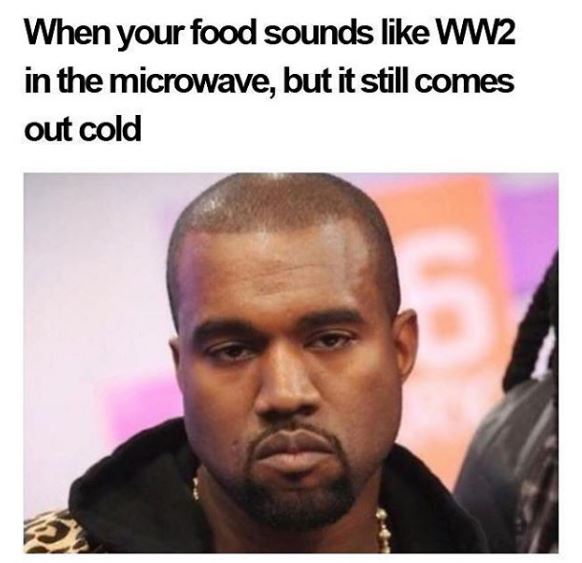 When your food sounds like WW2
in the microwave, but it still comes
out cold